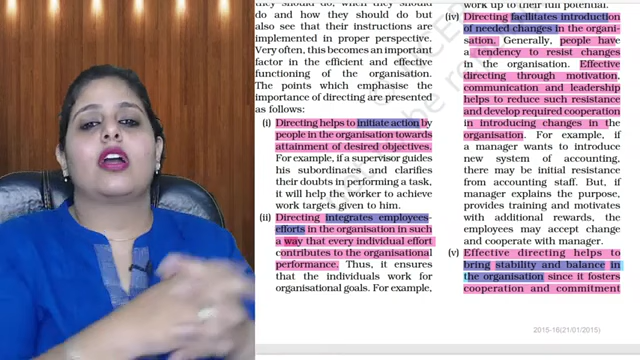 they should do, when they should
do and how they should do but
also see that their instructions are
implemented in proper perspective.
Very often, this becomes an important
factor in the efficient and effective
functioning of the organisation.
The points which emphasise the
importance of directing are presented
as follows:
(i) Directing helps to initiate action by
people in the organisation towards
attainment of desired objectives.
For example, if a supervisor guides
his subordinates and clarifies
their doubts in performing a task,
it will help the worker to achieve
work targets given to him.
(ii) Directing integrates employees
efforts in the organisation in such
a way that every individual effort
contributes to the organisational
performance. Thus, it ensures
that the individuals work for
organisational goals. For example,
work up to their full potential.
(iv) Directing facilitates introduction
of needed changes in the organi-
sation. Generally, people have
a tendency to resist changes
in the organisation. Effective
directing through motivation,
communication and leadership
helps to reduce such resistance
and develop required cooperation
in introducing changes in the
organisation. For example, if
a manager wants to introduce
new system of accounting,
there may be initial resistance
from accounting staff. But, if
manager explains the purpose,
provides training and motivates
with additional rewards, the
employees may accept change
and cooperate with manager.
(v) Effective directing helps to
bring stability and balance in
the organisation since it fosters
cooperation and commitment
2015-16(21/01/2015)